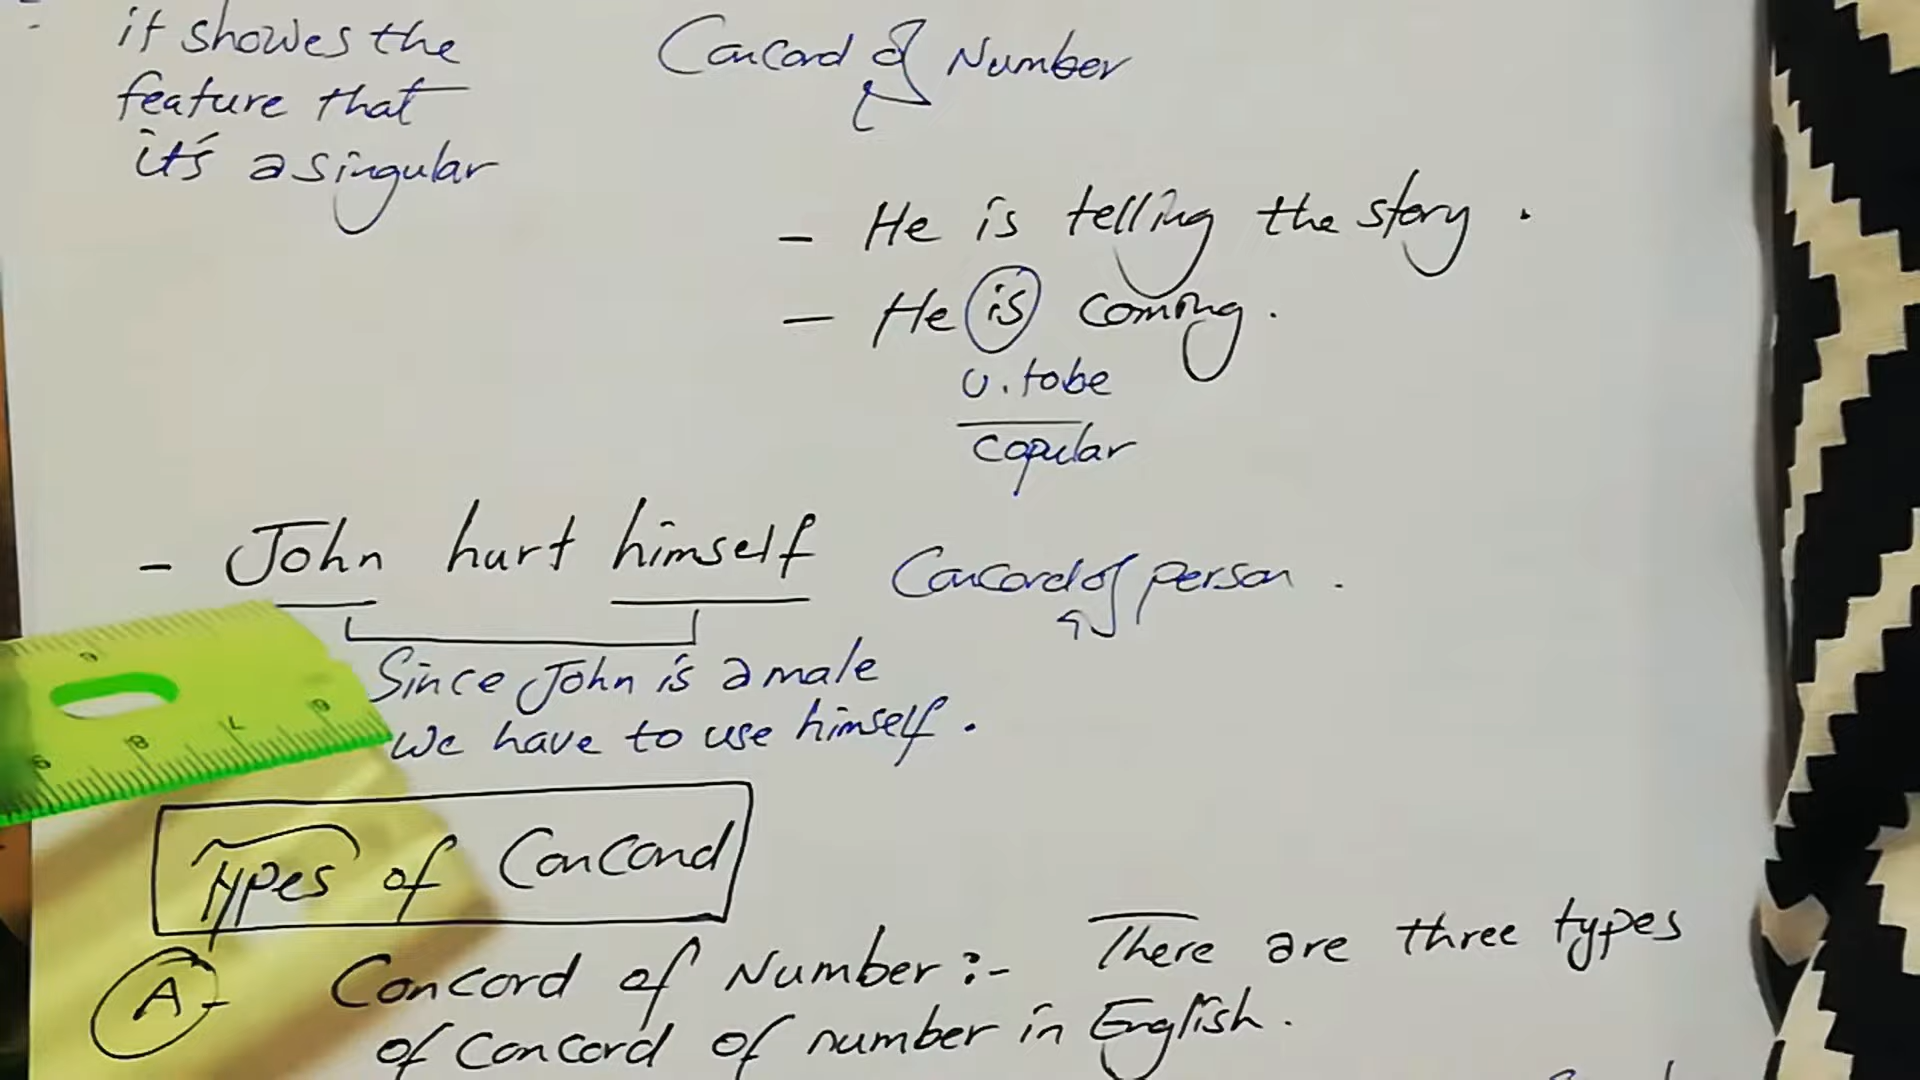 it showes the
feature that
it's a singular
Concord of Number
- He is telling the story .
- He is coming .
v. tobe
copular
- John hurt himself
Concord of person .
Since John is a male
we have to use himself .
Types of Concond
A- Concord of Number :- There are three types
of Concord of number in English .